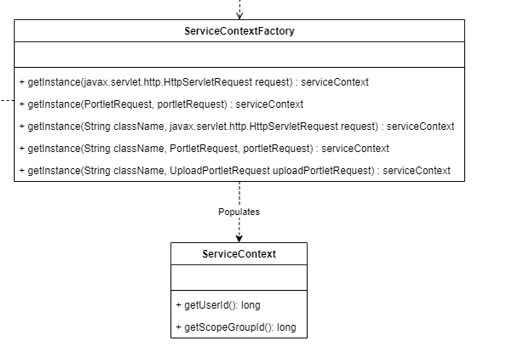 ServiceContextFactory
+ getInstance(javax.servlet.http.HttpServletRequest request) : serviceContext
+ getInstance(PortletRequest, portletRequest) : serviceContext
+ getInstance(String className, javax.servlet.http.HttpServletRequest request) : serviceContext
+ getInstance(String className, PortletRequest, portletRequest) : serviceContext
+ getInstance(String className, UploadPortletRequest uploadPortletRequest) : serviceContext
Populates
ServiceContext
+ getUserId(): long
+ getScopeGroupId(): long